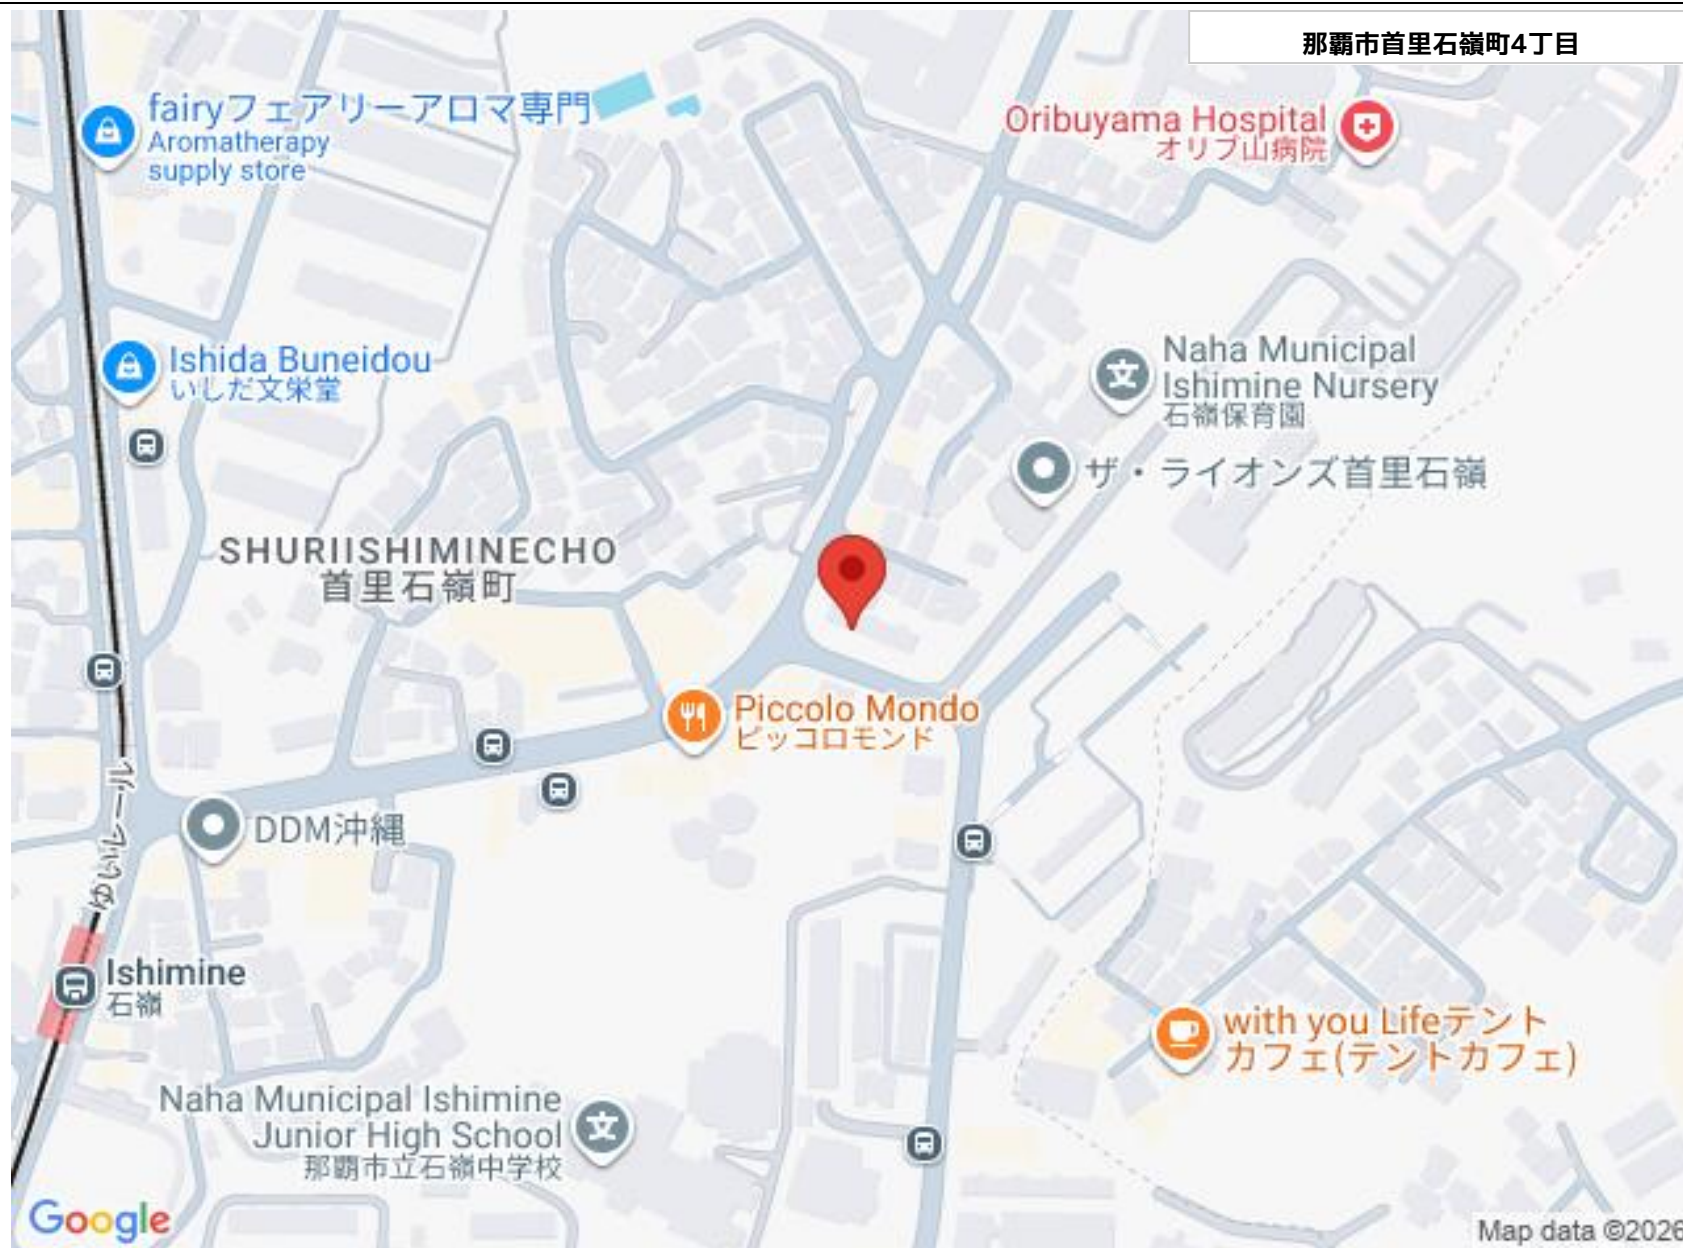 那覇市首里石嶺町4丁目
fairyフェアリーアロマ専門
Aromatherapy
supply store
Oribuyama Hospital
オリブ山病院
Ishida Buneidou
いしだ文栄堂
Naha Municipal
Ishimine Nursery
石嶺保育園
ザ・ライオンズ首里石嶺
SHURIISHIMINECHO
首里石嶺町
Piccolo Mondo
ピッコロモンド
ゆいレール
DDM沖縄
Ishimine
石嶺
with you Lifeテント
カフェ(テントカフェ)
Naha Municipal Ishimine
Junior High School
那覇市立石嶺中学校
Google
Map data ©2026